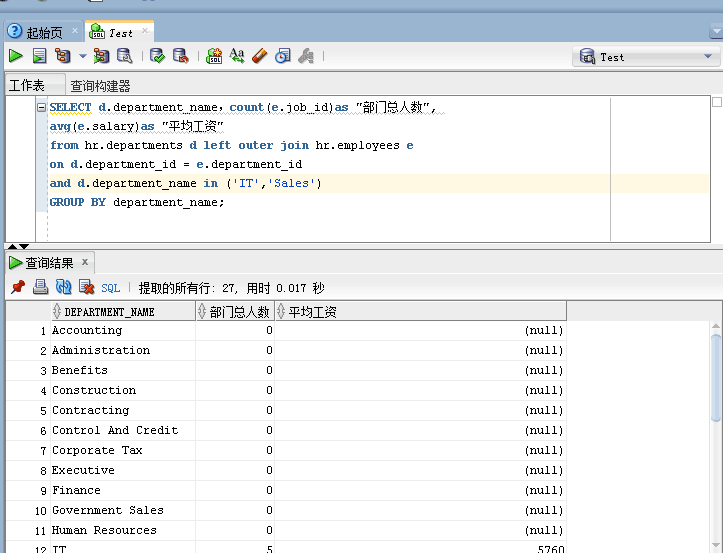 起始页 Test
Test
工作表 查询构建器
SELECT d.department_name，count(e.job_id)as "部门总人数",
avg(e.salary)as "平均工资"
from hr.departments d left outer join hr.employees e
on d.department_id = e.department_id
and d.department_name in ('IT','Sales')
GROUP BY department_name;
查询结果 x
SQL | 提取的所有行: 27, 用时 0.017 秒
DEPARTMENT_NAME 部门总人数 平均工资
1 Accounting 0 (null)
2 Administration 0 (null)
3 Benefits 0 (null)
4 Construction 0 (null)
5 Contracting 0 (null)
6 Control And Credit 0 (null)
7 Corporate Tax 0 (null)
8 Executive 0 (null)
9 Finance 0 (null)
10 Government Sales 0 (null)
11 Human Resources 0 (null)
12 IT 5 5760